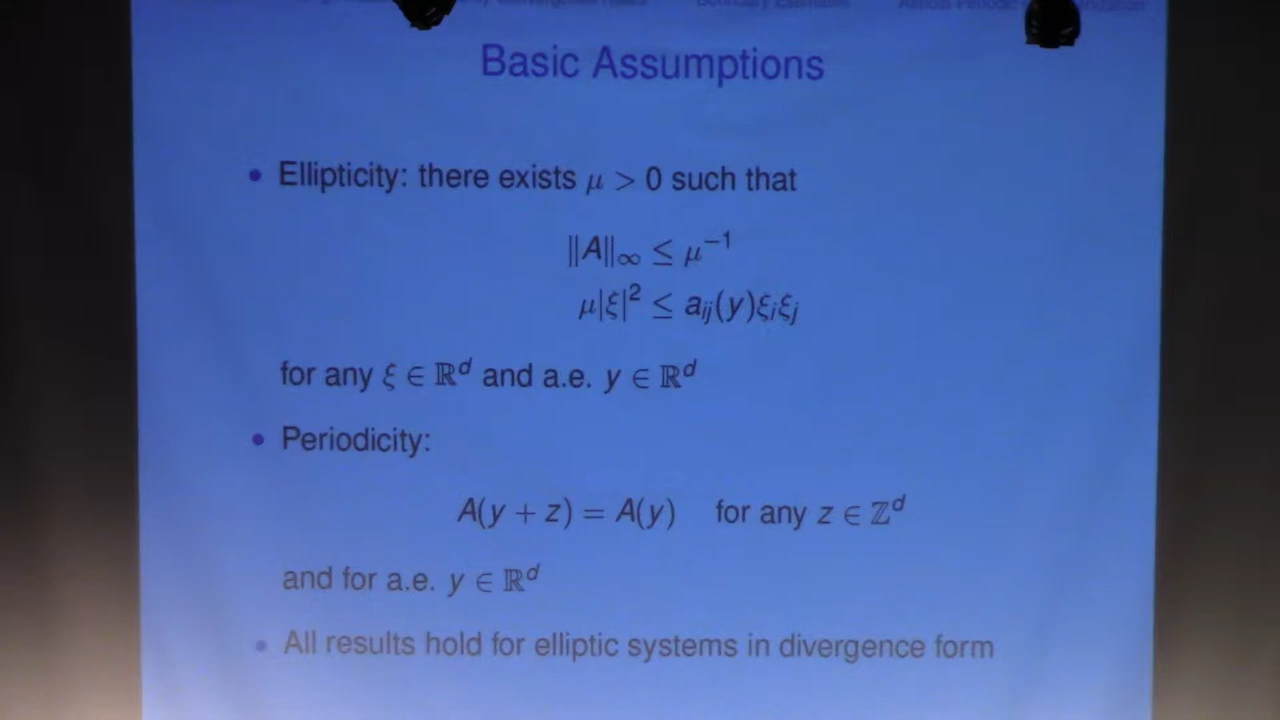 Basic Assumptions
• Ellipticity: there exists μ > 0 such that
‖A‖∞ ≤ μ⁻¹
μ|ξ|² ≤ aᵢⱼ(y)ξᵢξⱼ
for any ξ ∈ ℝᵈ and a.e. y ∈ ℝᵈ
• Periodicity:
A(y + z) = A(y) for any z ∈ ℤᵈ
and for a.e. y ∈ ℝᵈ
• All results hold for elliptic systems in divergence form